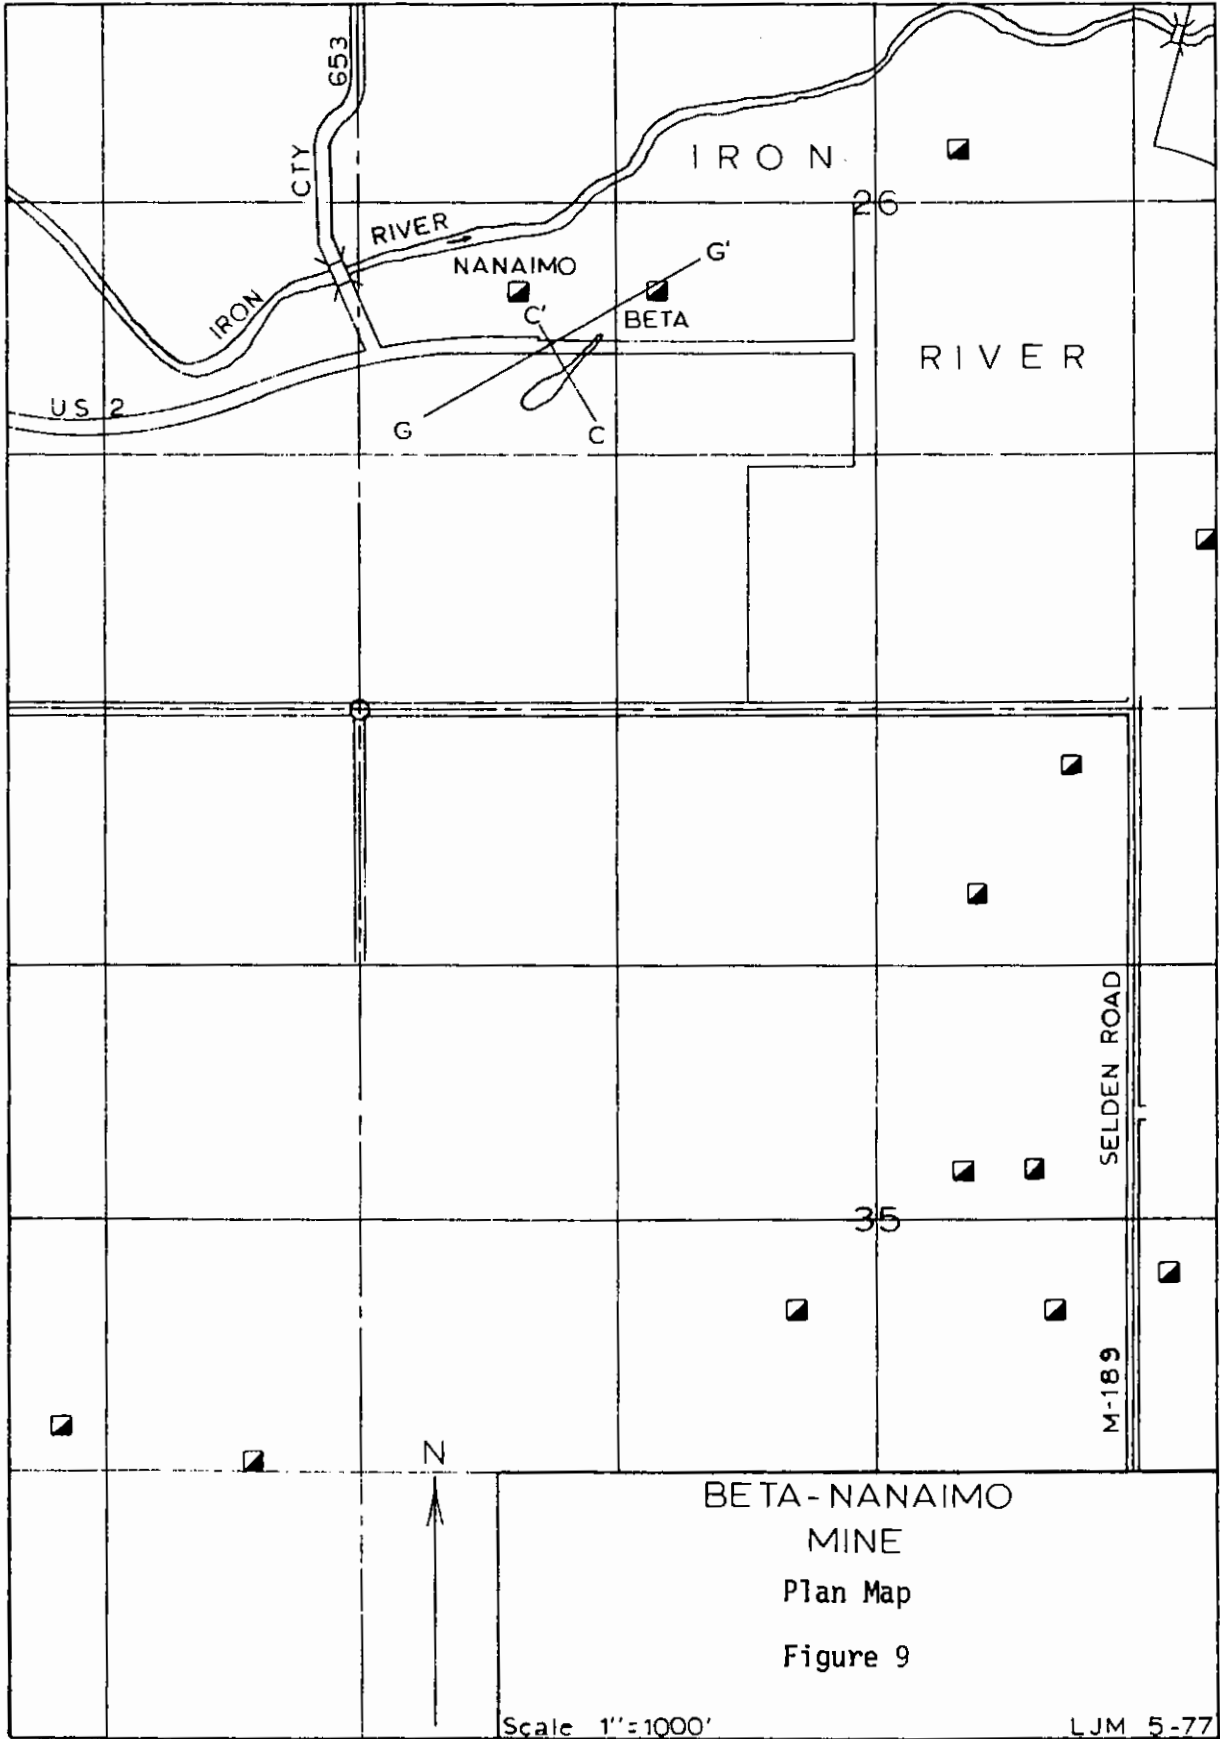 CTY 653
IRON
26
RIVER
NANAIMO
G'
IRON
C'
BETA
RIVER
US 2
G
C
SELDEN ROAD
35
M-189
N
BETA-NANAIMO
MINE
Plan Map
Figure 9
Scale 1"=1000'
LJM 5-77